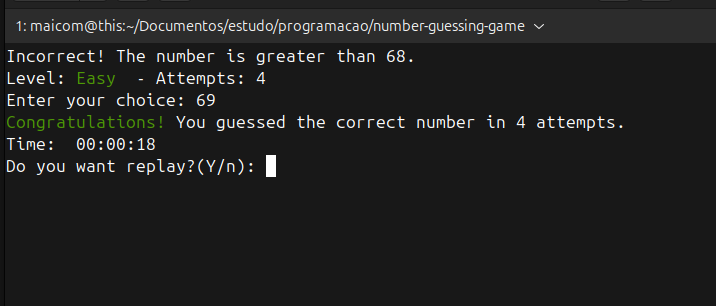 1: maicom@this:~/Documentos/estudo/programacao/number-guessing-game
Incorrect! The number is greater than 68.
Level: Easy  - Attempts: 4
Enter your choice: 69
Congratulations! You guessed the correct number in 4 attempts.
Time:  00:00:18
Do you want replay?(Y/n):